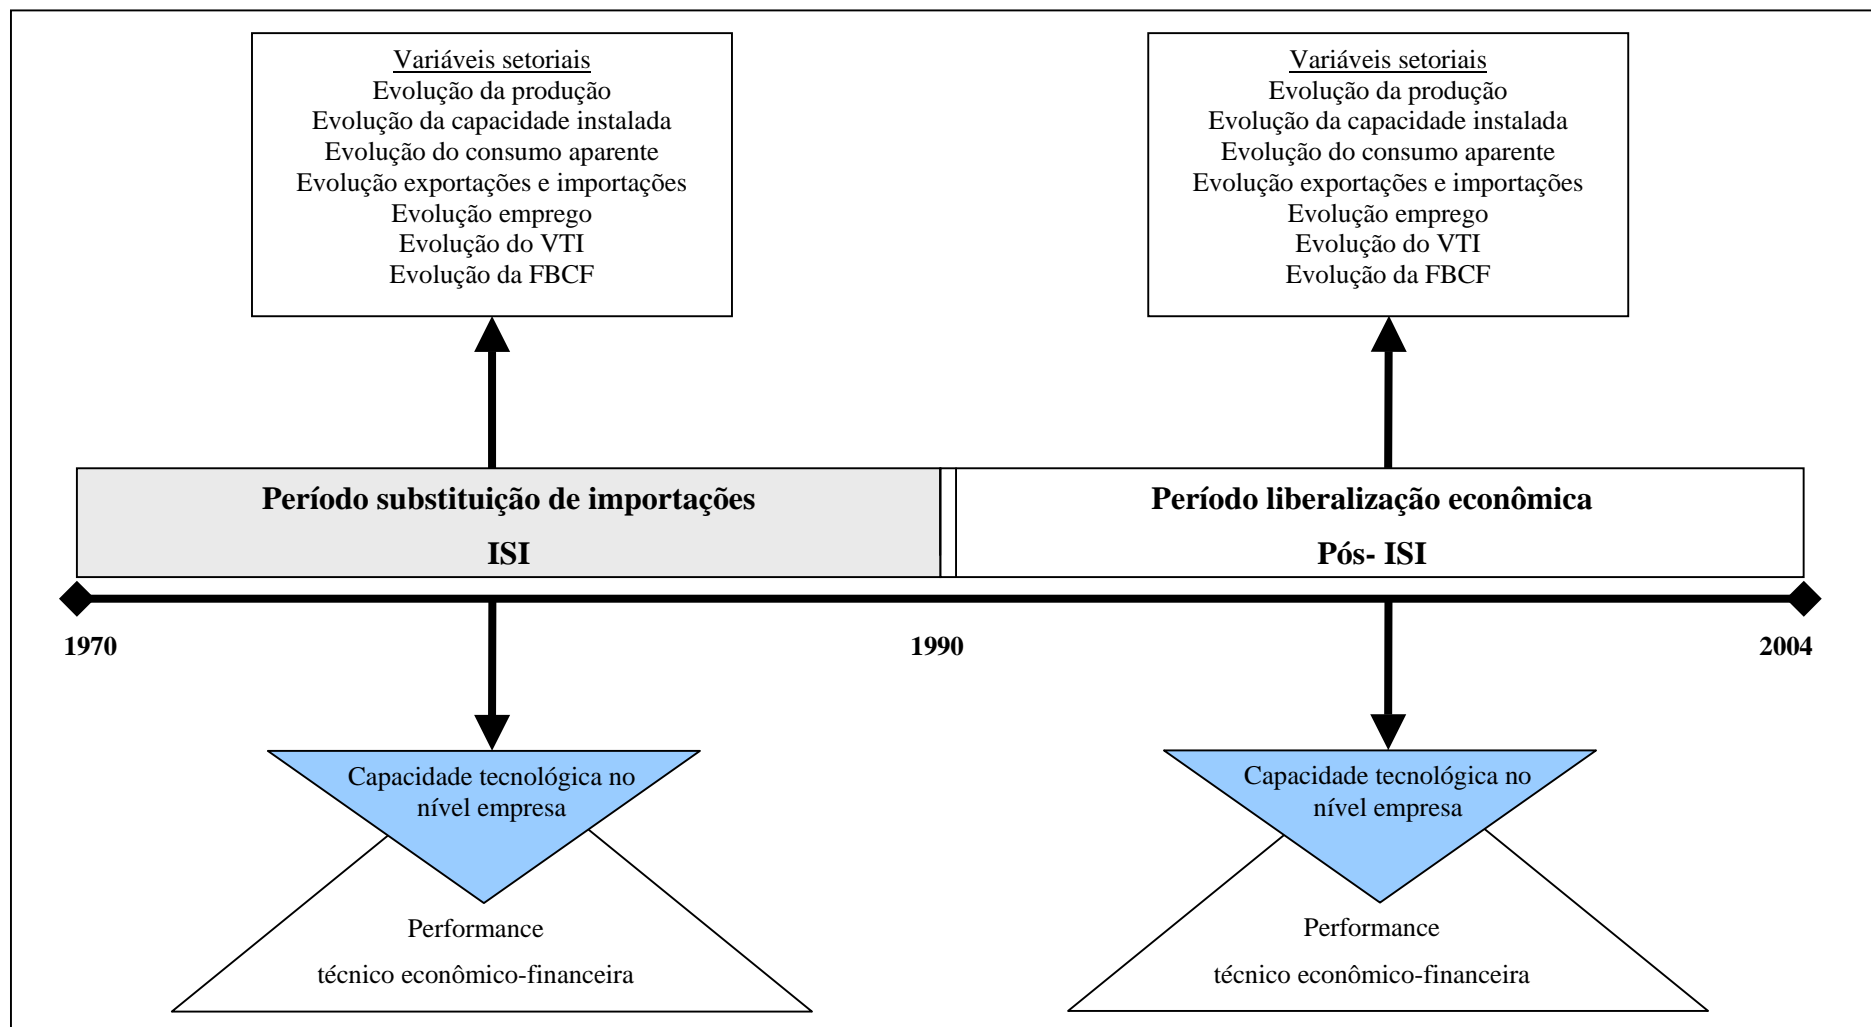 Variáveis setoriais
Evolução da produção
Evolução da capacidade instalada
Evolução do consumo aparente
Evolução exportações e importações
Evolução emprego
Evolução do VTI
Evolução da FBCF
Variáveis setoriais
Evolução da produção
Evolução da capacidade instalada
Evolução do consumo aparente
Evolução exportações e importações
Evolução emprego
Evolução do VTI
Evolução da FBCF
Período substituição de importações
ISI
Período liberalização econômica
Pós- ISI
1970
1990
2004
Capacidade tecnológica no
nível empresa
Performance
técnico econômico-financeira
Capacidade tecnológica no
nível empresa
Performance
técnico econômico-financeira